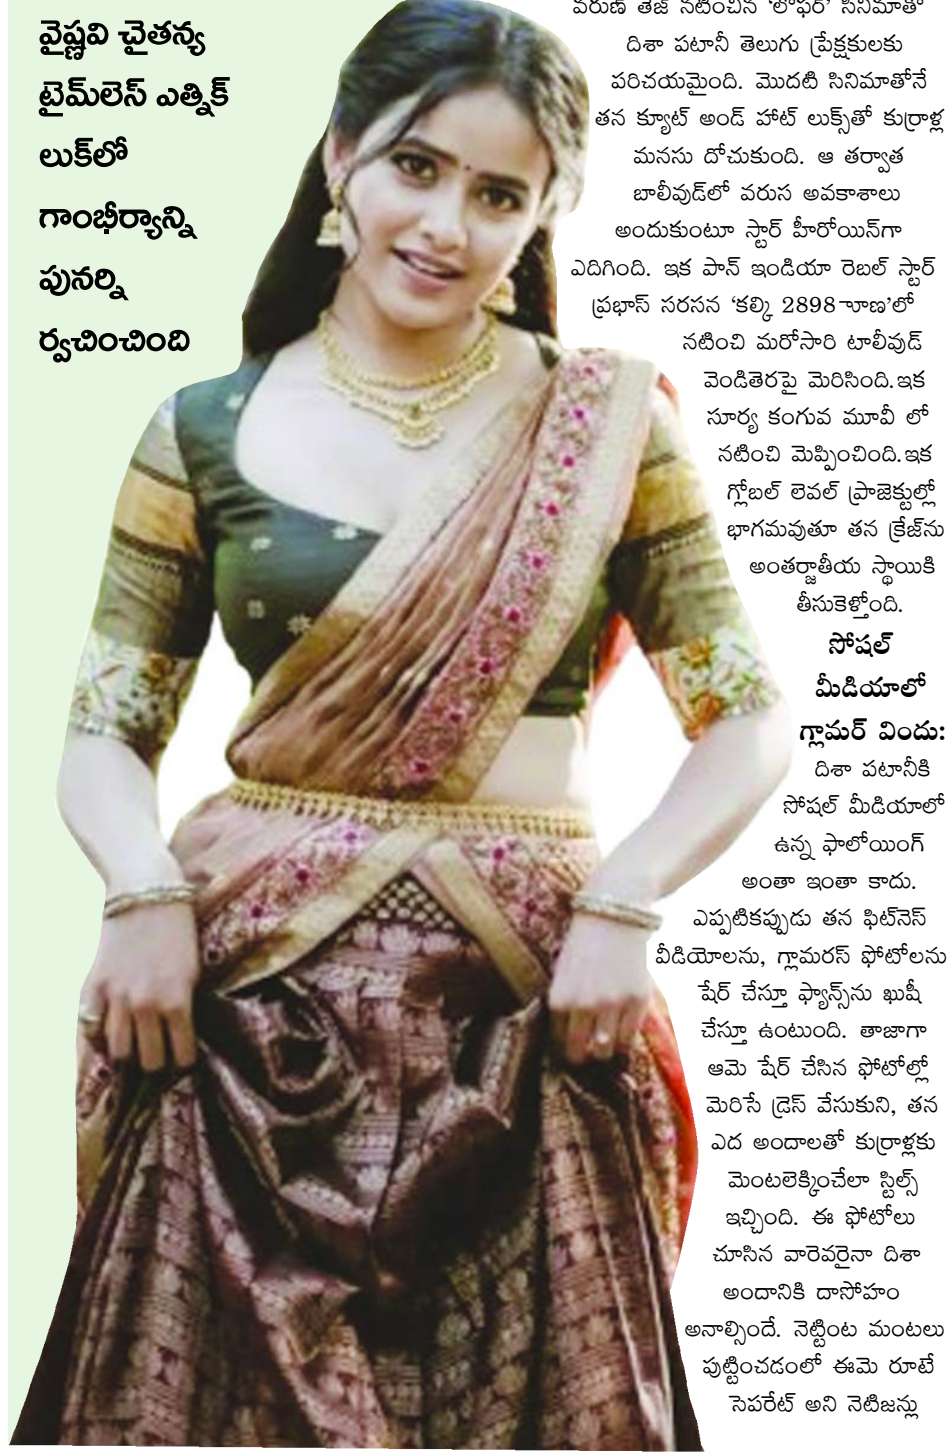 వైష్ణవి చైతన్య
టైమ్‌లెస్ ఎత్నిక్
లుక్‌లో
గాంభీర్యాన్ని
పునర్ని
ర్వచించింది
వరుణ్ తేజ్ నటించిన ‘లోఫర్’ సినిమాతో
దిశా పటానీ తెలుగు ప్రేక్షకులకు
పరిచయమైంది. మొదటి సినిమాతోనే
తన క్యూట్ అండ్ హాట్ లుక్స్‌తో కుర్రాళ్ల
మనసు దోచుకుంది. ఆ తర్వాత
బాలీవుడ్‌లో వరుస అవకాశాలు
అందుకుంటూ స్టార్ హీరోయిన్‌గా
ఎదిగింది. ఇక పాన్ ఇండియా రెబల్ స్టార్
ప్రభాస్ సరసన ‘కల్కి 2898
నటించి మరోసారి టాలీవుడ్
వెండితెరపై మెరిసింది.ఇక
సూర్య కంగువ మూవీ లో
నటించి మెప్పించింది.ఇక
గ్లోబల్ లెవల్ ప్రాజెక్టుల్లో
భాగమవుతూ తన క్రేజ్‌ను
అంతర్జాతీయ స్థాయికి
తీసుకెళ్తోంది.
సోషల్
మీడియాలో
గ్లామర్ విందు:
దిశా పటానీకి
సోషల్ మీడియాలో
ఉన్న ఫాలోయింగ్
అంతా ఇంతా కాదు.
ఎప్పటికప్పుడు తన ఫిట్‌నెస్
వీడియోలను, గ్లామరస్ ఫోటోలను
షేర్ చేస్తూ ఫ్యాన్స్‌ను ఖుషీ
చేస్తూ ఉంటుంది. తాజాగా
ఆమె షేర్ చేసిన ఫోటోల్లో
మెరిసే డ్రెస్ వేసుకుని, తన
ఎద అందాలతో కుర్రాళ్లకు
మెంటలెక్కించేలా స్టిల్స్
ఇచ్చింది. ఈ ఫోటోలు
చూసిన వారెవరైనా దిశా
అందానికి దాసోహం
అనాల్సిందే. నెట్టింట మంటలు
పుట్టించడంలో ఈమె రూటే
సెపరేట్ అని నెటిజన్లు